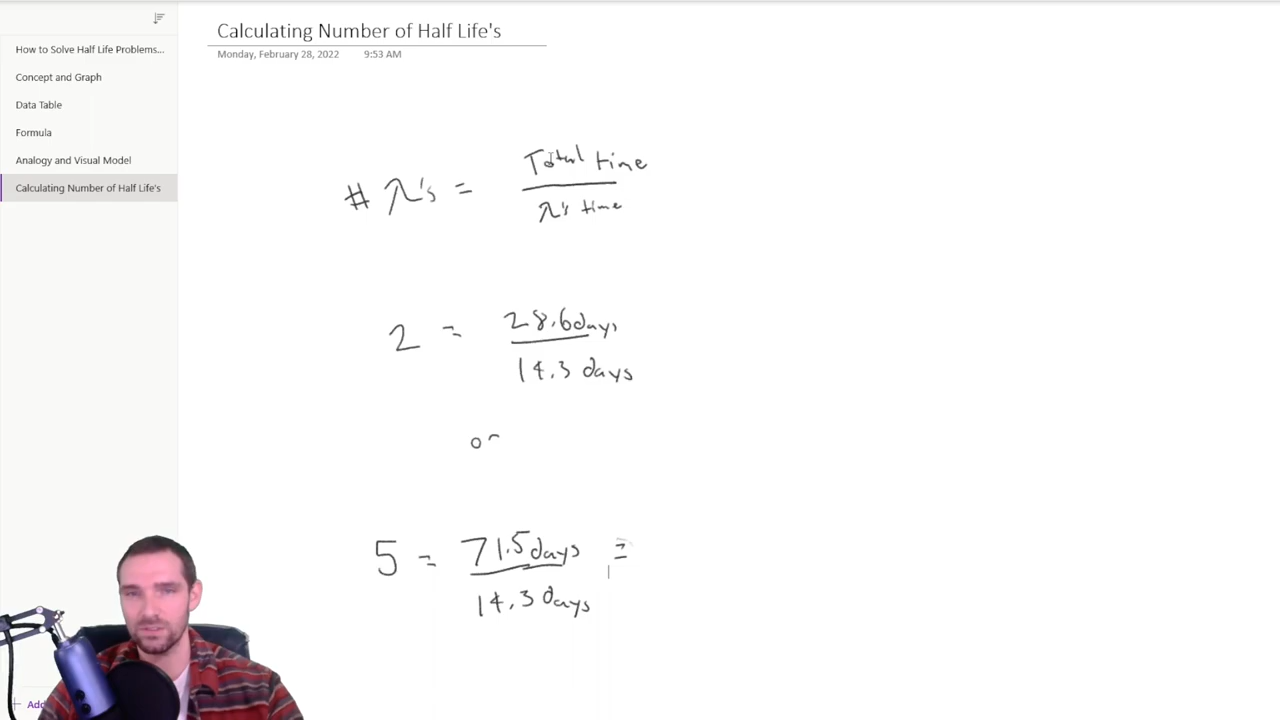 Calculating Number of Half Life's
Monday, February 28, 2022 9:53 AM
How to Solve Half Life Problems...
Concept and Graph
Data Table
Formula
Analogy and Visual Model
Calculating Number of Half Life's
# λ's = Total time
λ's time
2 = 28.6 days
14.3 days
or
5 = 71.5 days =
14.3 days
Add